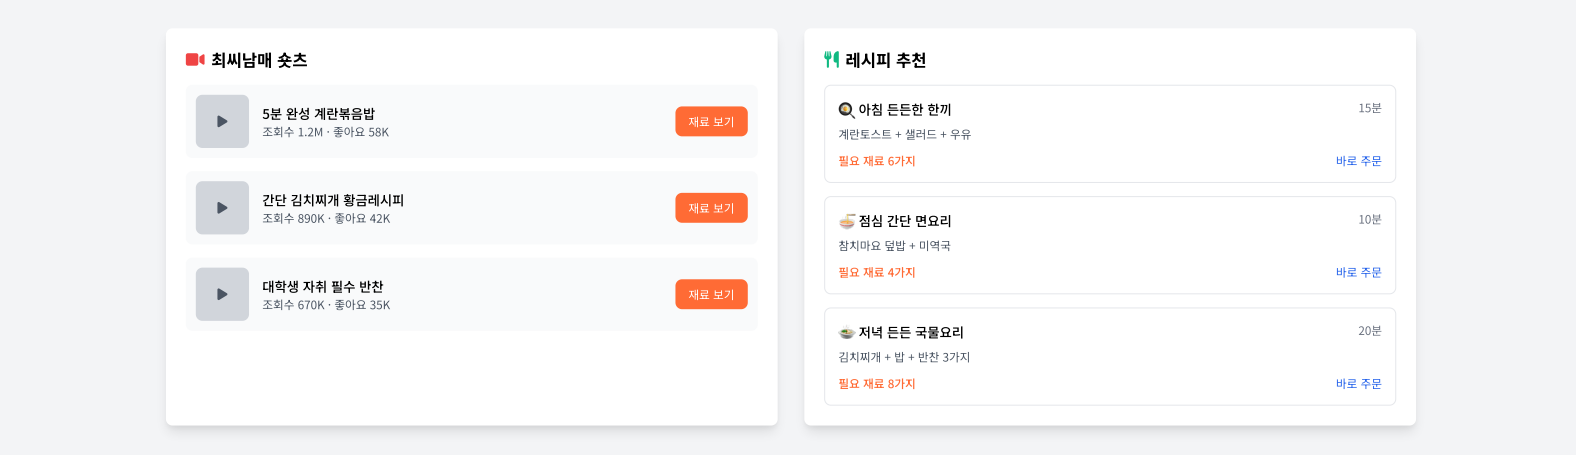 최씨남매 숏츠
5분 완성 계란볶음밥
조회수 1.2M · 좋아요 58K
재료 보기
간단 김치찌개 황금레시피
조회수 890K · 좋아요 42K
재료 보기
대학생 자취 필수 반찬
조회수 670K · 좋아요 35K
재료 보기
레시피 추천
아침 든든한 한끼
15분
계란토스트 + 샐러드 + 우유
필요 재료 6가지
바로 주문
점심 간단 면요리
10분
참치마요 덮밥 + 미역국
필요 재료 4가지
바로 주문
저녁 든든 국물요리
20분
김치찌개 + 밥 + 반찬 3가지
필요 재료 8가지
바로 주문